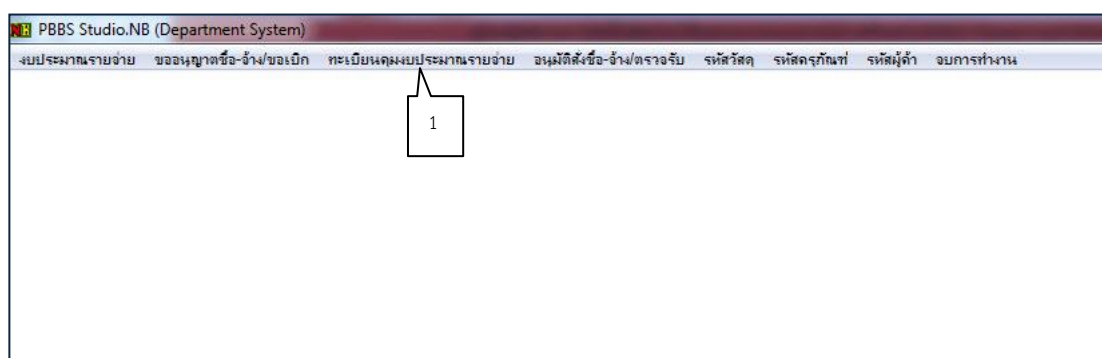 PBBS Studio.NB (Department System)
งบประมาณรายจ่าย ขออนุญาตซื้อ-จ้าง/ขอเบิก ทะเบียนคุมงบประมาณรายจ่าย อนุมัติสั่งซื้อ-จ้าง/ตรวจรับ รหัสวัสดุ รหัสครุภัณฑ์ รหัสผู้ค้า จบการทำงาน
1